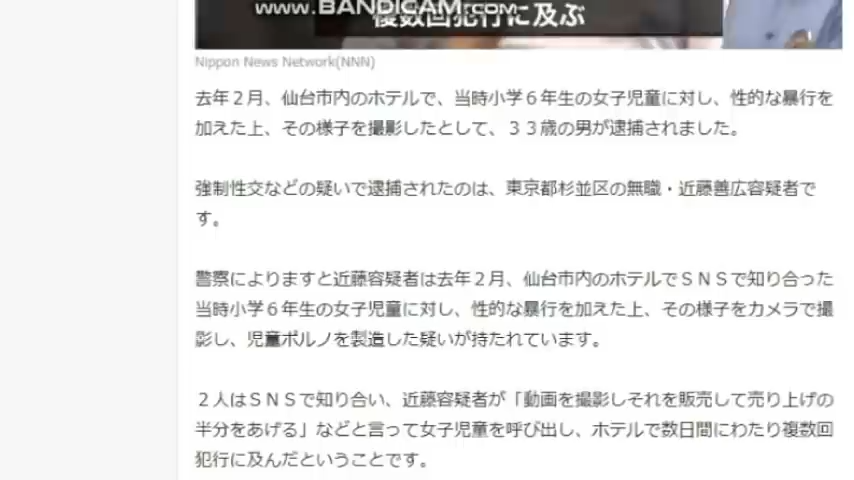 www.BANDICAM.com
複数回犯行に及ぶ
Nippon News Network(NNN)
去年２月、仙台市内のホテルで、当時小学６年生の女子児童に対し、性的な暴行を
加えた上、その様子を撮影したとして、３３歳の男が逮捕されました。
強制性交などの疑いで逮捕されたのは、東京都杉並区の無職・近藤善広容疑者で
す。
警察によりますと近藤容疑者は去年２月、仙台市内のホテルでＳＮＳで知り合った
当時小学６年生の女子児童に対し、性的な暴行を加えた上、その様子をカメラで撮
影し、児童ポルノを製造した疑いが持たれています。
２人はＳＮＳで知り合い、近藤容疑者が「動画を撮影しそれを販売して売り上げの
半分をあげる」などと言って女子児童を呼び出し、ホテルで数日間にわたり複数回
犯行に及んだということです。